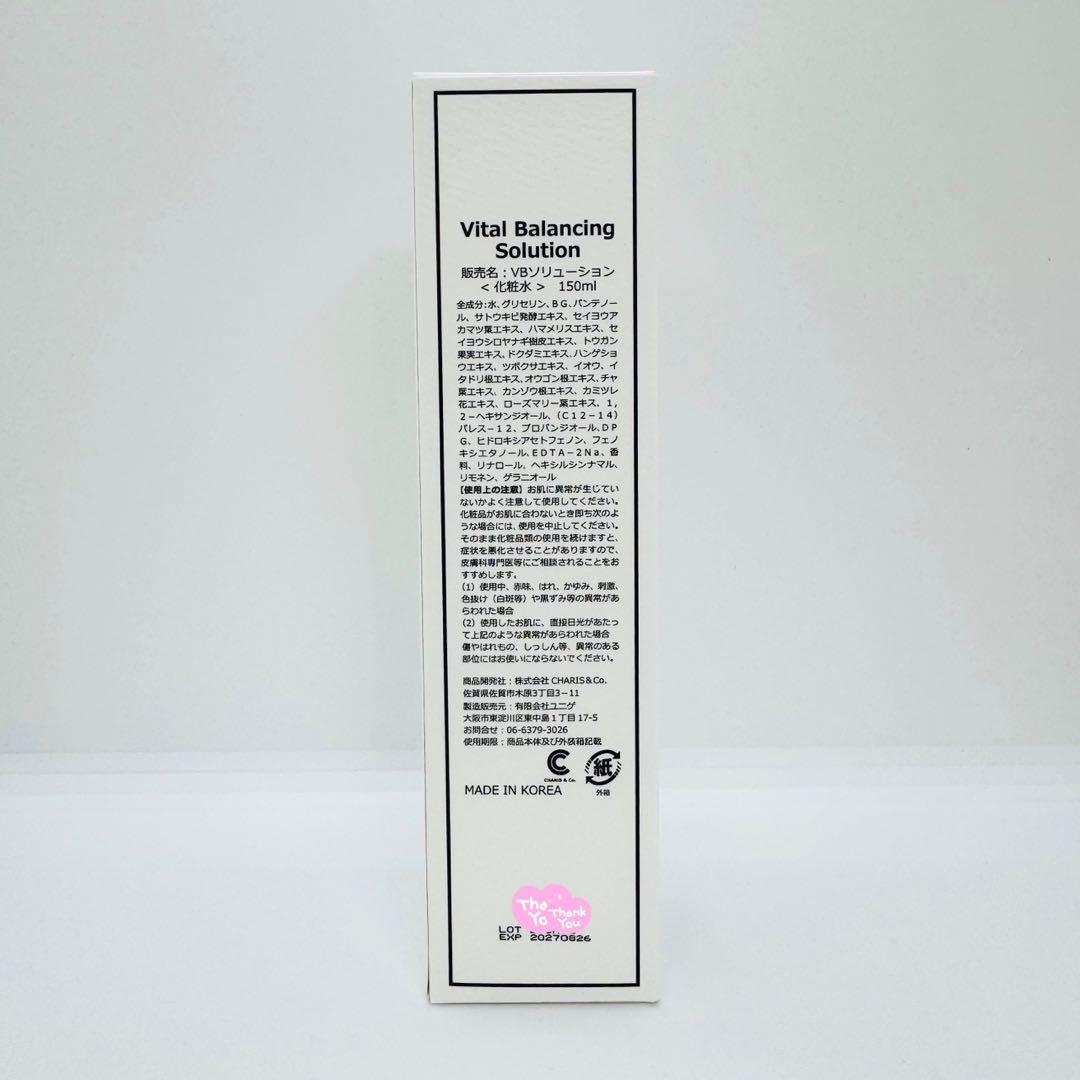 Vital Balancing
Solution
販売名：VBソリューション
＜化粧水＞ 150ml
全成分:水、グリセリン、BG、パンテノー
ル、サトウキビ発酵エキス、セイヨウア
カマツ葉エキス、ハマメリスエキス、セ
イヨウシロヤナギ樹皮エキス、トウガン
果実エキス、ドクダミエキス、ハンゲショ
ウエキス、ツボクサエキス、イオウ、イ
タドリ根エキス、オウゴン根エキス、チャ
葉エキス、カンゾウ根エキス、カミツレ
花エキス、ローズマリー葉エキス、１,
２－ヘキサンジオール、（Ｃ１２－１４）
パレス－１２、プロパンジオール、ＤＰ
Ｇ、ヒドロキシアセトフェノン、フェノ
キシエタノール、ＥＤＴＡ－２Ｎａ、香
料、リナロール、ヘキシルシンナマル、
リモネン、ゲラニオール
【使用上の注意】お肌に異常が生じてい
ないかよく注意して使用してください。
化粧品がお肌に合わないとき即ち次のよ
うな場合には、使用を中止してください。
そのまま化粧品類の使用を続けますと、
症状を悪化させることがありますので、
皮膚科専門医等にご相談されることをお
すすめします。
（1）使用中、赤味、はれ、かゆみ、刺激、
色抜け（白斑等）や黒ずみ等の異常があ
らわれた場合
（2）使用したお肌に、直接日光があたっ
て上記のような異常があらわれた場合
傷やはれもの、しっしん等、異常のある
部位にはお使いにならないでください。
商品開発社：株式会社 CHARIS＆Co.
佐賀県佐賀市木原3丁目3－11
製造販売元：有限会社ユニゲ
大阪市東淀川区東中島１丁目 17-5
お問合せ：06-6379-3026
使用期限：商品本体及び外装箱記載
CHARIS & Co.
紙
外箱
MADE IN KOREA
Tha
Yo
Thank
You
LOT
EXP 20270826